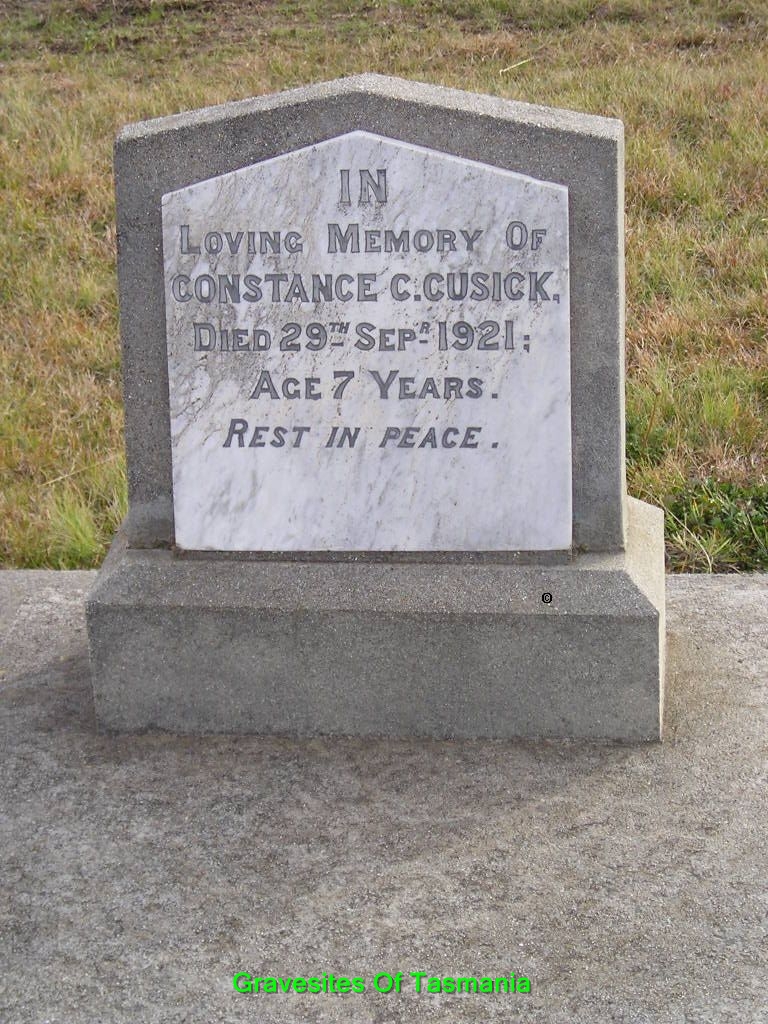 IN
LOVING MEMORY OF
CONSTANCE C. CUSICK,
DIED 29TH SEPR 1921;
AGE 7 YEARS.
REST IN PEACE.
©
Gravesites Of Tasmania